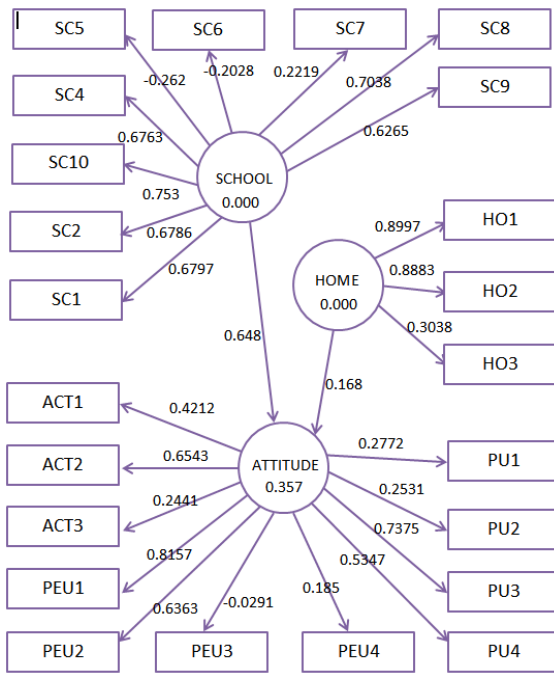 SC5
SC6
SC7
SC8
-0.262
-0.2028
0.2219
0.7038
SC9
SC4
0.6763
0.6265
SC10
SCHOOL
0.000
0.753
SC2
0.6786
HO1
0.8997
SC1
0.6797
HOME
0.000
0.8883
HO2
0.3038
0.648
HO3
0.168
ACT1
0.4212
ACT2
0.6543
ATTITUDE
0.357
0.2772
PU1
ACT3
0.2441
0.2531
PU2
0.8157
0.7375
PEU1
0.6363
-0.0291
0.185
0.5347
PU3
PEU2
PEU3
PEU4
PU4